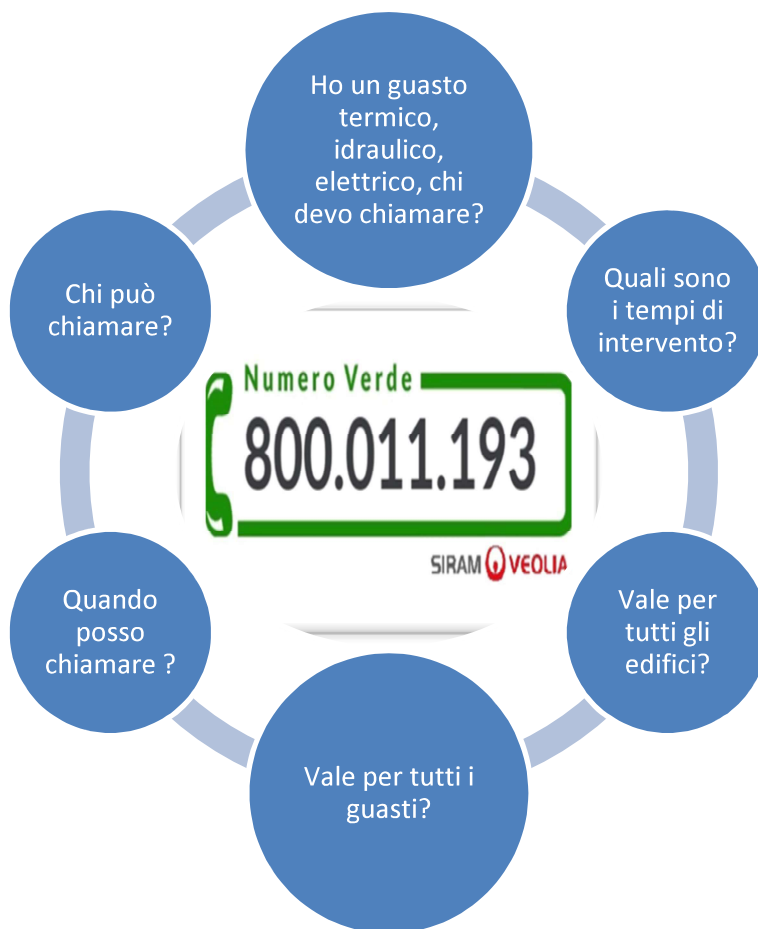 Ho un guasto
termico,
idraulico,
elettrico, chi
devo chiamare?
Quali sono
i tempi di
intervento?
Vale per
tutti gli
edifici?
Vale per tutti i
guasti?
Quando
posso
chiamare ?
Chi può
chiamare?
Numero Verde
800.011.193
SIRAM VEOLIA